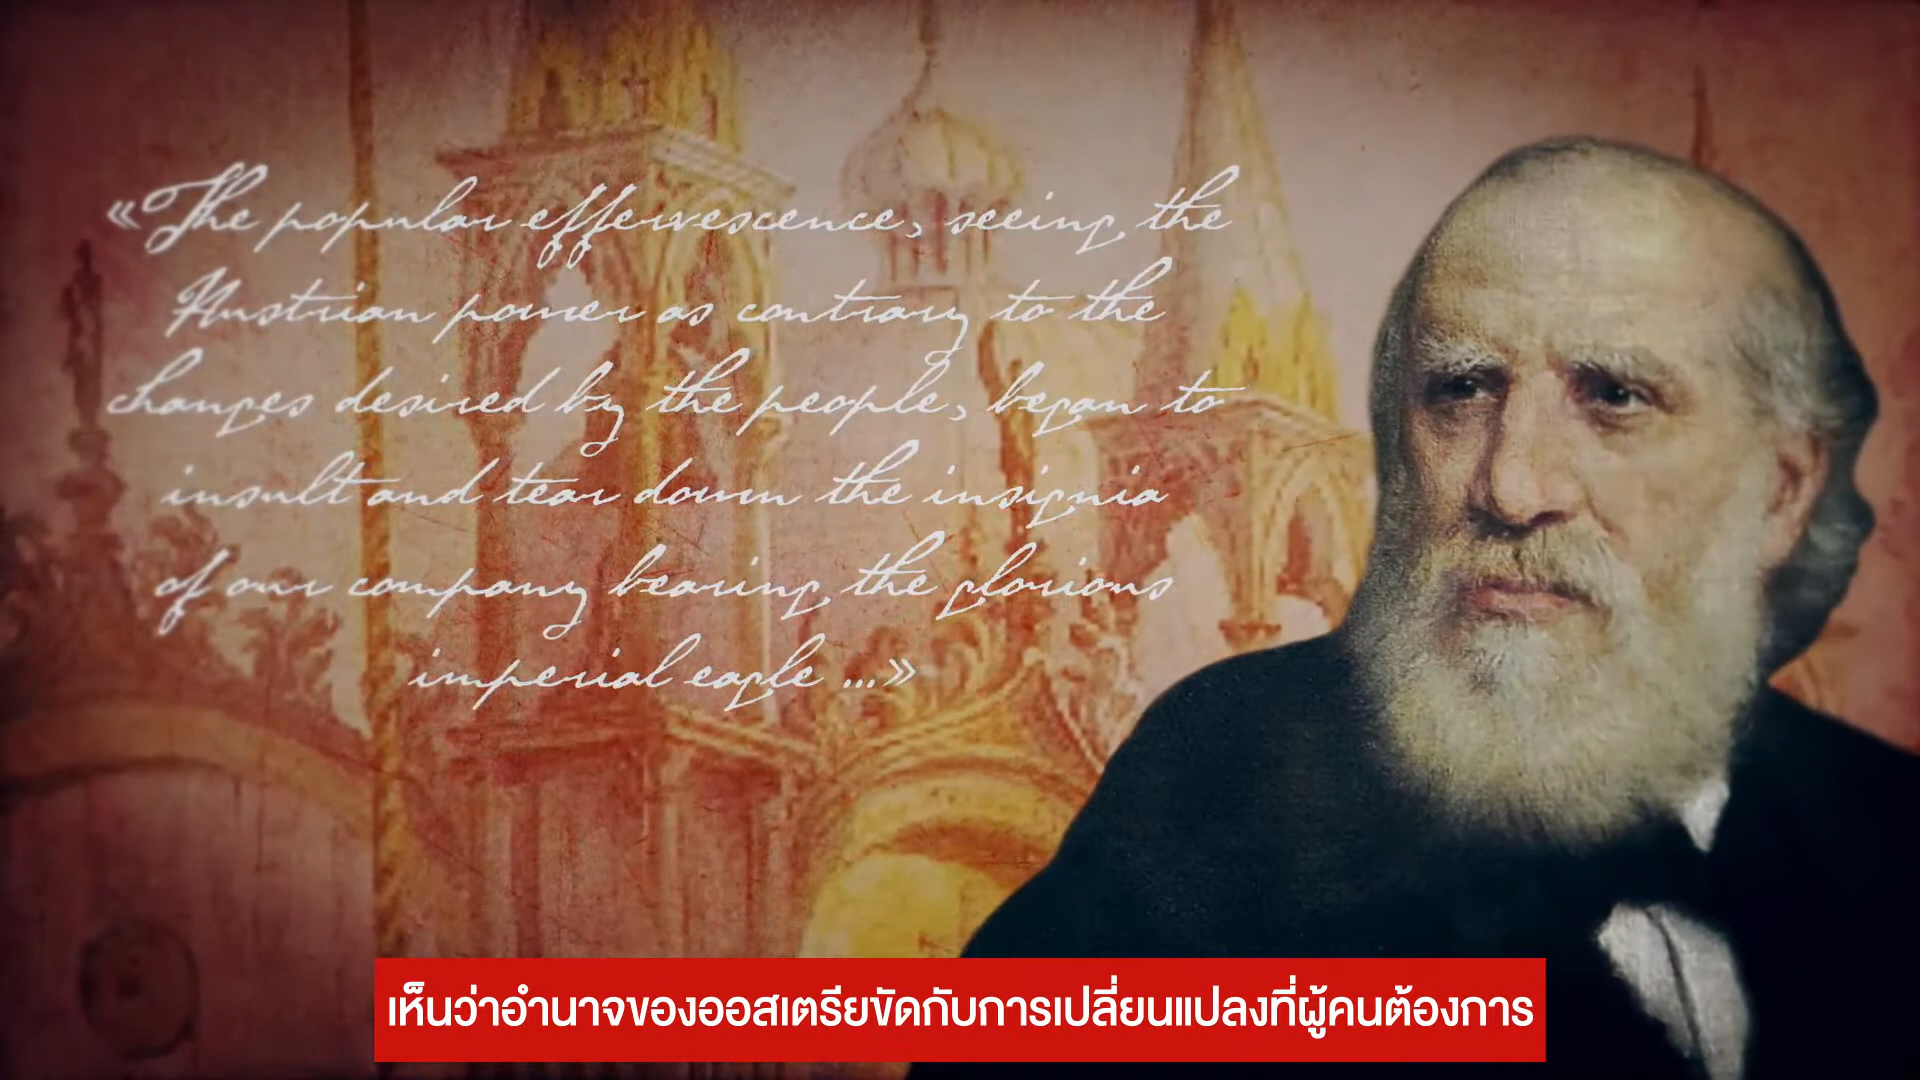 «The popular effervescence, seeing the
Austrian power as contrary to the
changes desired by the people, began to
insult and tear down the insignia
of our company bearing the glorious
imperial eagle ...»
เห็นว่าอำนาจของออสเตรียขัดกับการเปลี่ยนแปลงที่ผู้คนต้องการ